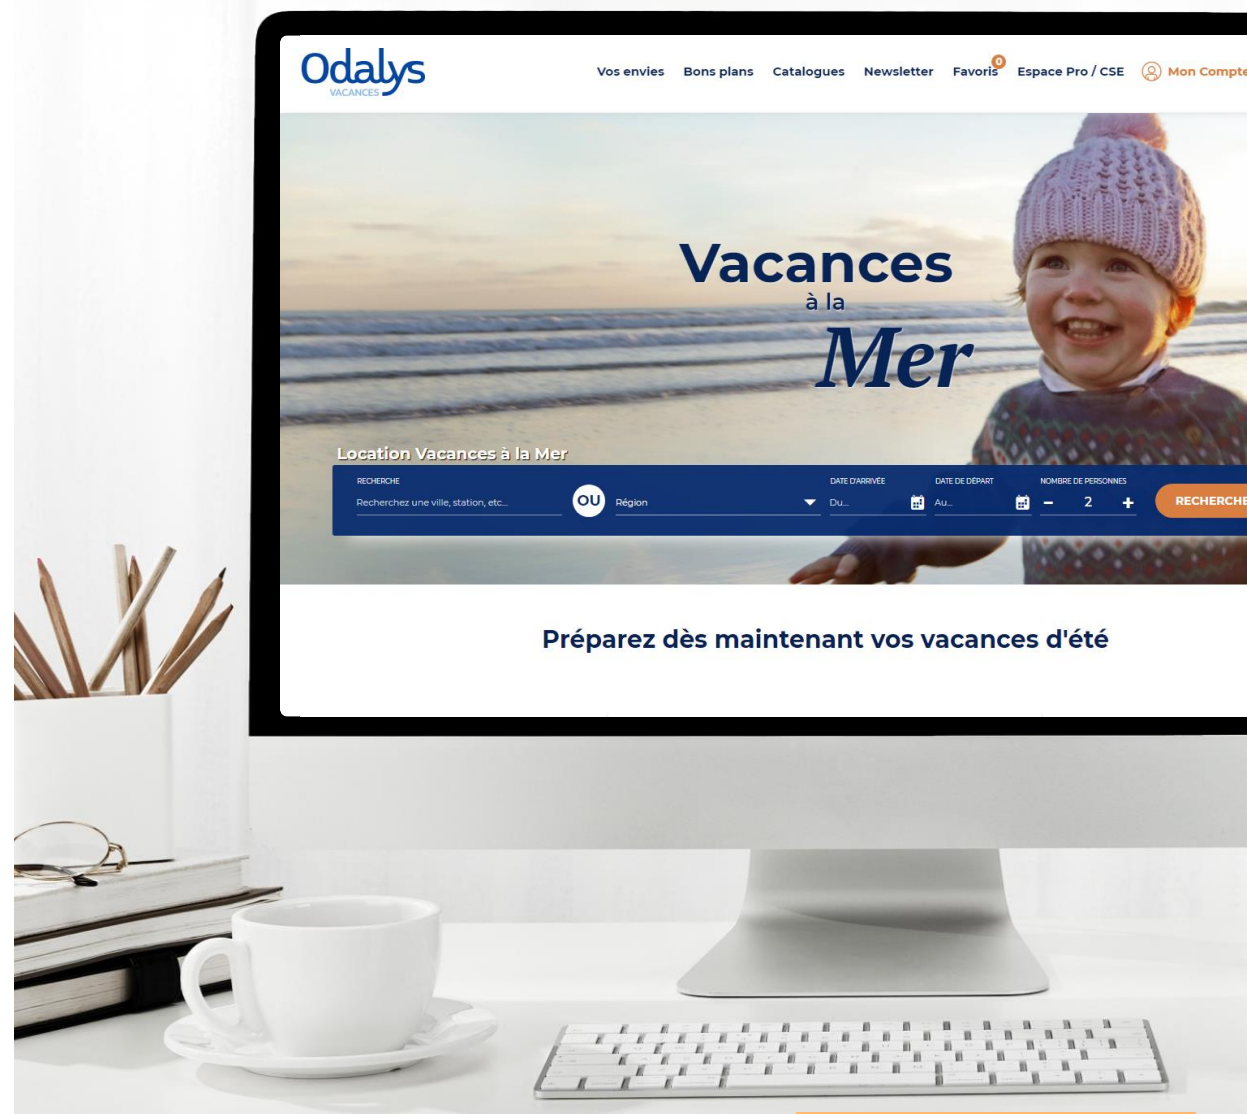 Odalys
VACANCES
Vos envies Bons plans Catalogues Newsletter Favoris 0 Espace Pro / CSE Mon Compte
Vacances
à la
Mer
Location Vacances à la Mer
RECHERCHE DATE D'ARRIVÉE DATE DE DÉPART NOMBRE DE PERSONNES
Recherchez une ville, station, etc... OU Région Du... Au... − 2 + RECHERCHE
Préparez dès maintenant vos vacances d'été